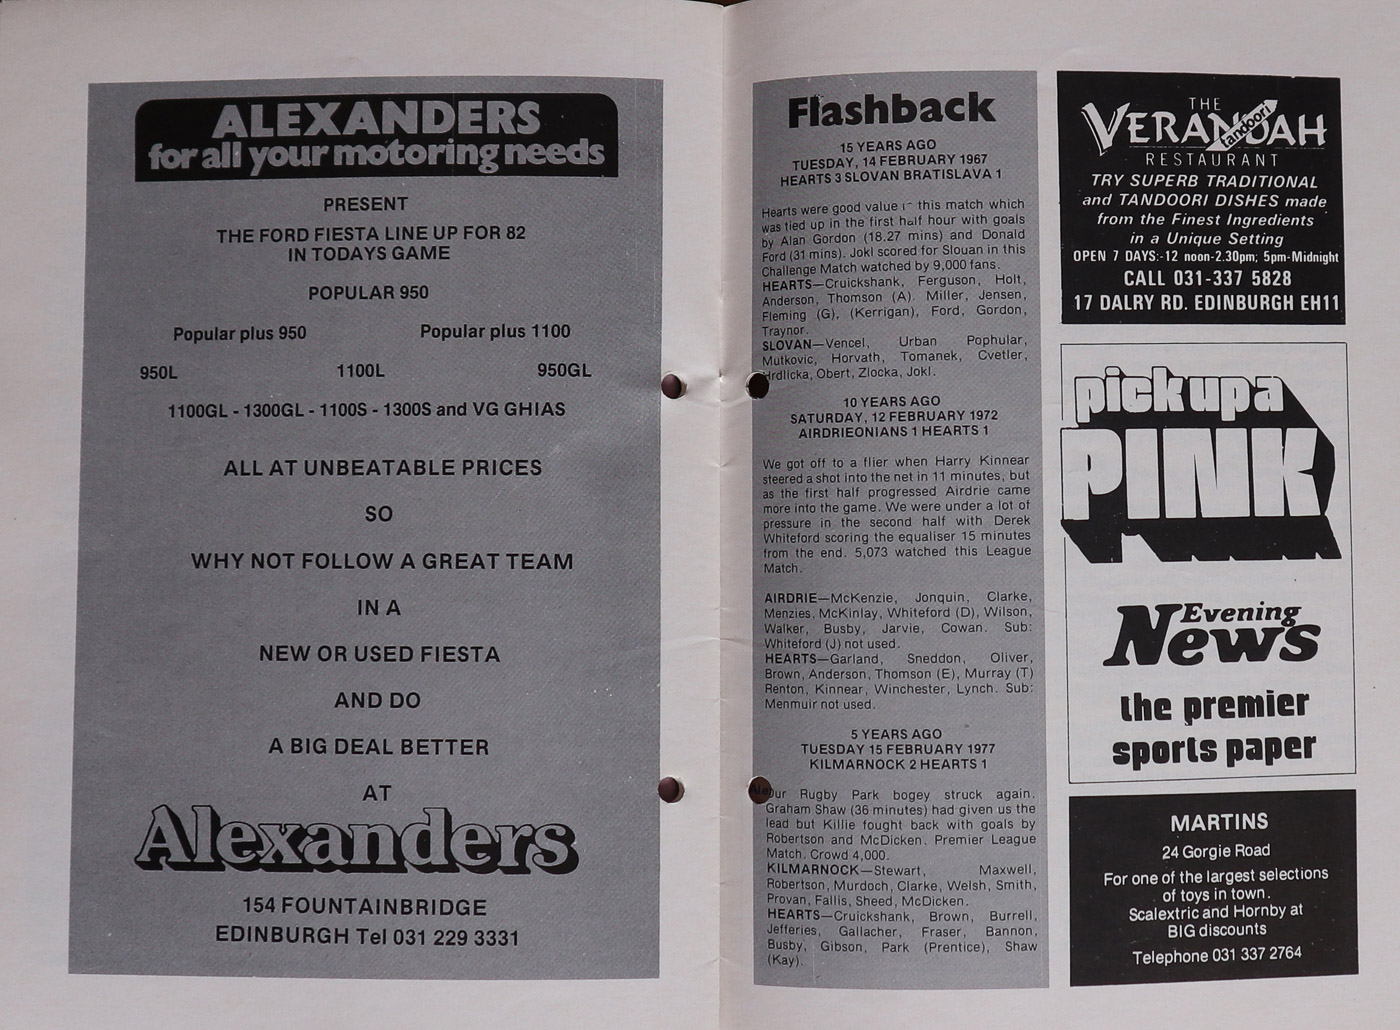 ALEXANDERS
for all your motoring needs
PRESENT
THE FORD FIESTA LINE UP FOR 82
IN TODAYS GAME
POPULAR 950
Popular plus 950 Popular plus 1100
950L 1100L 950GL
1100GL - 1300GL - 1100S - 1300S and VG GHIAS
ALL AT UNBEATABLE PRICES
SO
WHY NOT FOLLOW A GREAT TEAM
IN A
NEW OR USED FIESTA
AND DO
A BIG DEAL BETTER
AT
Alexanders
154 FOUNTAINBRIDGE
EDINBURGH Tel 031 229 3331
Flashback
15 YEARS AGO
TUESDAY, 14 FEBRUARY 1967
HEARTS 3 SLOVAN BRATISLAVA 1
Hearts were good value this match which
was tied up in the first half hour with goals
by Alan Gordon (18.27 mins) and Donald
Ford (31 mins). Jokl scored for Slouan in this
Challenge Match watched by 9,000 fans.
HEARTS—Cruickshank, Ferguson, Holt,
Anderson, Thomson (A). Miller, Jensen,
Fleming (G), (Kerrigan), Ford, Gordon,
Traynor.
SLOVAN—Vencel, Urban Pophular,
Mutkovic, Horvath, Tomanek, Cvetler,
Hrdlicka, Obert, Zlocka, Jokl.
10 YEARS AGO
SATURDAY, 12 FEBRUARY 1972
AIRDRIEONIANS 1 HEARTS 1
We got off to a flier when Harry Kinnear
steered a shot into the net in 11 minutes, but
as the first half progressed Airdrie came
more into the game. We were under a lot of
pressure in the second half with Derek
Whiteford scoring the equaliser 15 minutes
from the end. 5,073 watched this League
Match.
AIRDRIE—McKenzie, Jonquin, Clarke,
Menzies, McKinlay, Whiteford (D), Wilson,
Walker, Busby, Jarvie, Cowan. Sub:
Whiteford (J) not used.
HEARTS—Garland, Sneddon, Oliver,
Brown, Anderson, Thomson (E), Murray (T)
Renton, Kinnear, Winchester, Lynch. Sub:
Menmuir not used.
5 YEARS AGO
TUESDAY 15 FEBRUARY 1977
KILMARNOCK 2 HEARTS 1
Our Rugby Park bogey struck again.
Graham Shaw (36 minutes) had given us the
lead but Killie fought back with goals by
Robertson and McDicken. Premier League
Match. Crowd 4,000.
KILMARNOCK—Stewart, Maxwell,
Robertson, Murdoch, Clarke, Welsh, Smith,
Provan, Fallis, Sheed, McDicken.
HEARTS—Cruickshank, Brown, Burrell,
Jefferies, Gallacher, Fraser, Bannon,
Busby, Gibson, Park (Prentice), Shaw
(Kay).
THE
VERANDAH
tandoori
RESTAURANT
TRY SUPERB TRADITIONAL
and TANDOORI DISHES made
from the Finest Ingredients
in a Unique Setting
OPEN 7 DAYS:-12 noon-2.30pm; 5pm-Midnight
CALL 031-337 5828
17 DALRY RD. EDINBURGH EH11
pick up a
PINK
Evening
News
the premier
sports paper
MARTINS
24 Gorgie Road
For one of the largest selections
of toys in town.
Scalextric and Hornby at
BIG discounts
Telephone 031 337 2764